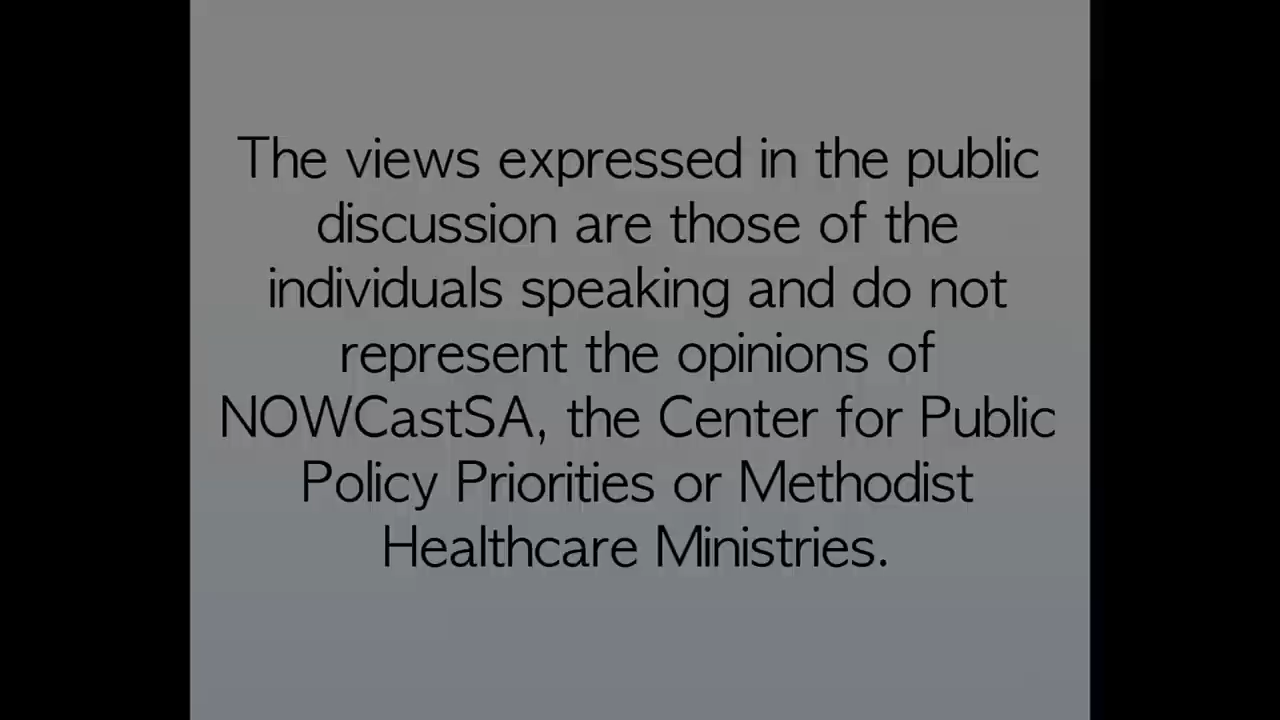 The views expressed in the public
discussion are those of the
individuals speaking and do not
represent the opinions of
NOWCastSA, the Center for Public
Policy Priorities or Methodist
Healthcare Ministries.